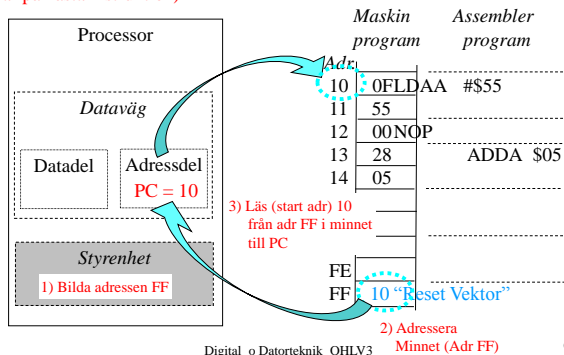 Maskin Assembler
program program
Processor
Adr
10 0F LDAA #$55
11 55
12 00 NOP
13 28 ADDA $05
14 05
Dataväg
Datadel
Adressdel
PC = 10
3) Läs (start adr) 10
från adr FF i minnet
till PC
Styrenhet
1) Bilda adressen FF
FE
FF 10 “Reset Vektor”
2) Adressera
Minnet (Adr FF)
Digital o Datorteknik OHLV3